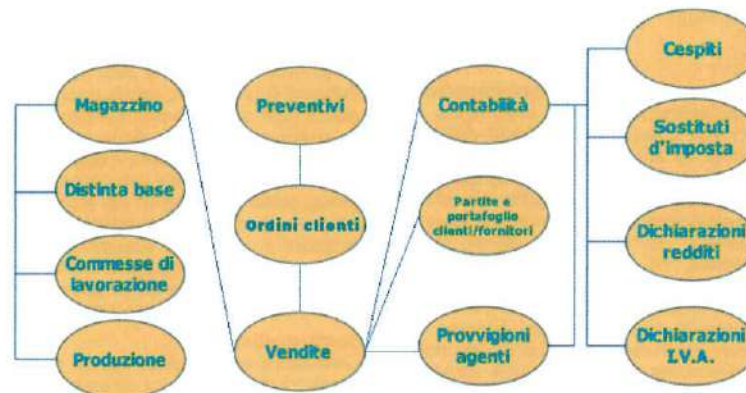 Magazzino
Distinta base
Commesse di
lavorazione
Produzione
Preventivi
Ordini clienti
Vendite
Contabilità
Partite e
portafoglio
clienti/fornitori
Provvigioni
agenti
Cespiti
Sostituti
d'imposta
Dichiarazioni
redditi
Dichiarazioni
I.V.A.